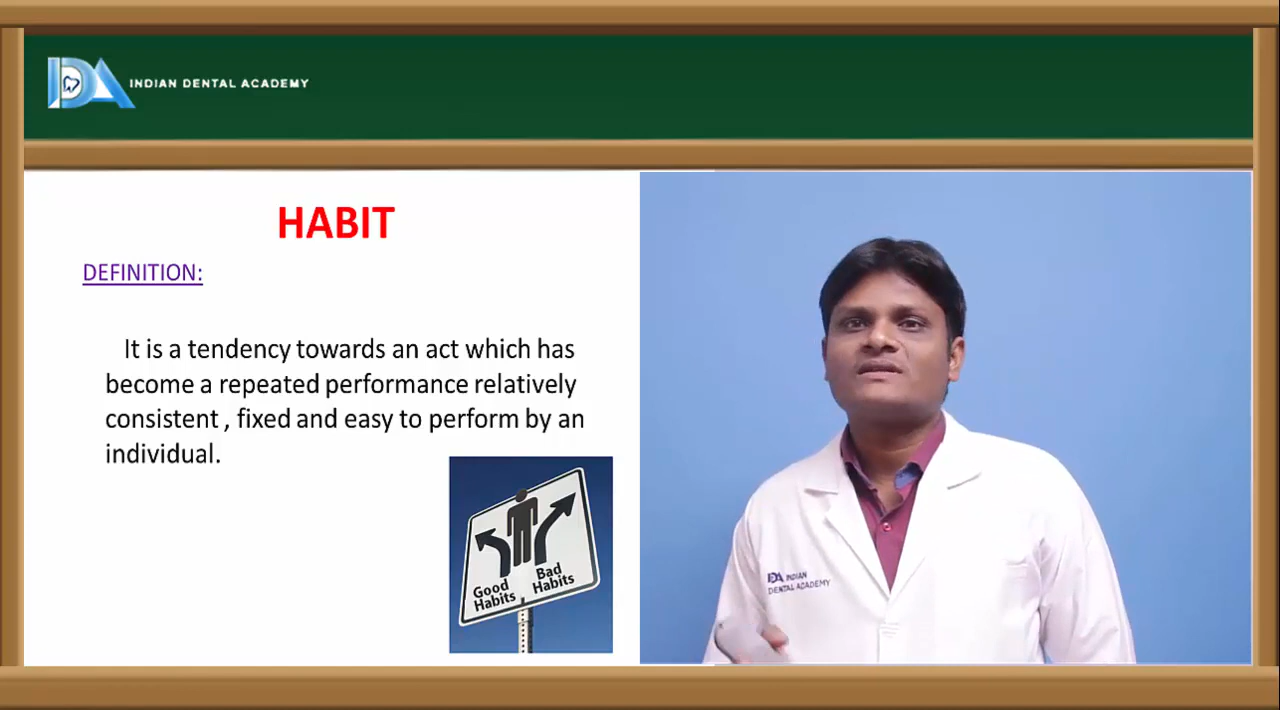 INDIAN DENTAL ACADEMY
HABIT
DEFINITION:
It is a tendency towards an act which has
become a repeated performance relatively
consistent , fixed and easy to perform by an
individual.
Good
Habits
Bad
Habits
IDA INDIAN
DENTAL ACADEMY